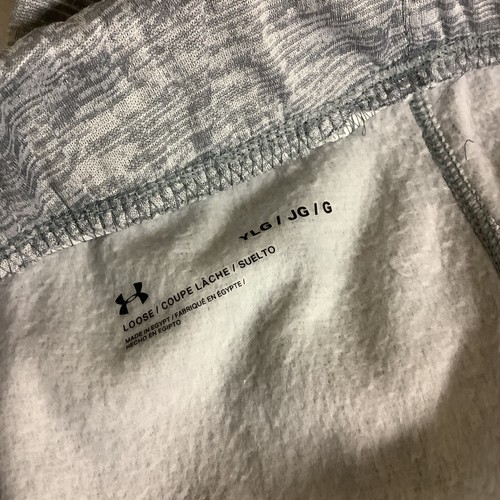 YLG / JG / G
LOOSE / COUPE LÂCHE / SUELTO
MADE IN EGYPT / FABRIQUÉ EN ÉGYPTE /
HECHO EN EGIPTO